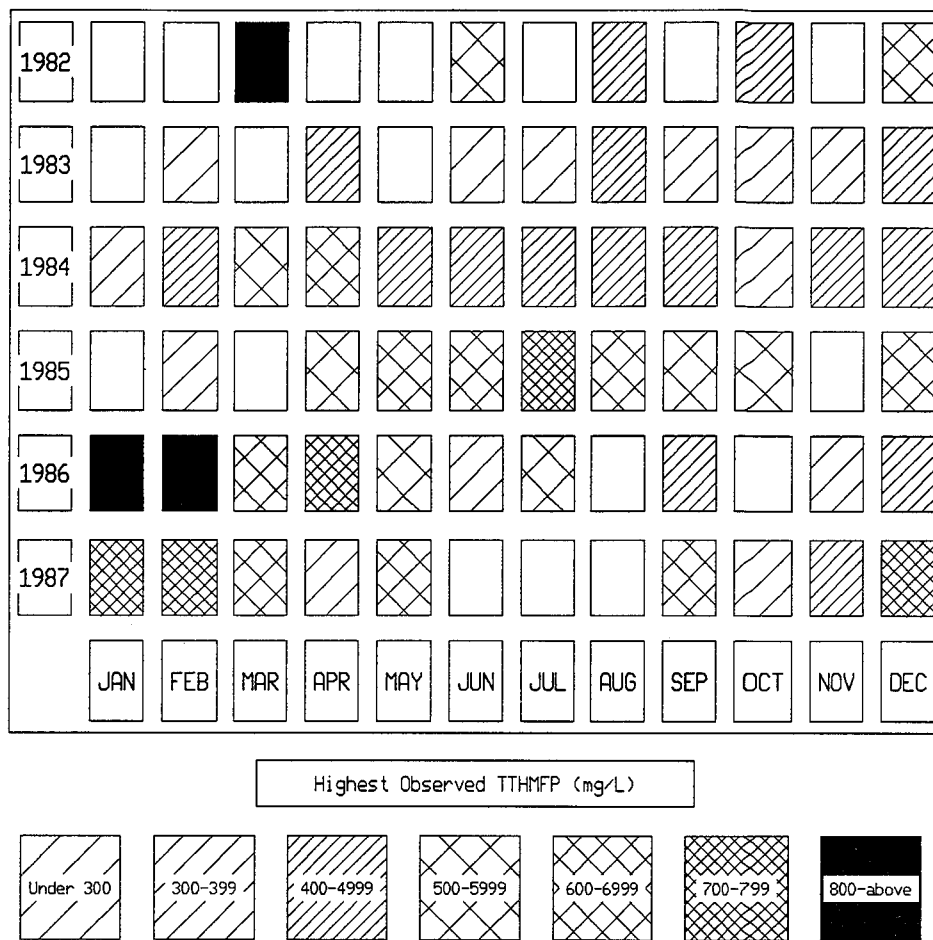 1982
1983
1984
1985
1986
1987
JAN FEB MAR APR MAY JUN JUL AUG SEP OCT NOV DEC
Highest Observed TTHMFP (mg/L)
Under 300 300-399 400-4999 500-5999 600-6999 700-799 800-above